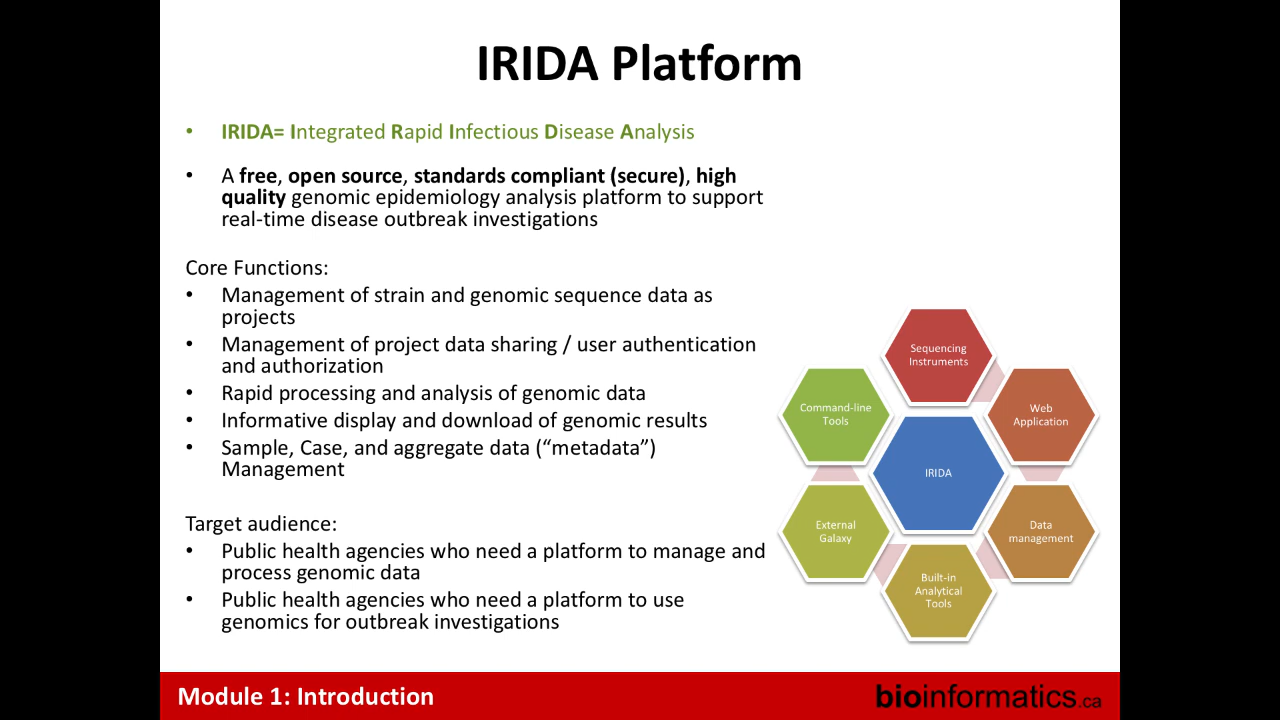 IRIDA Platform
• IRIDA= Integrated Rapid Infectious Disease Analysis
• A free, open source, standards compliant (secure), high
quality genomic epidemiology analysis platform to support
real-time disease outbreak investigations
Core Functions:
• Management of strain and genomic sequence data as
projects
• Management of project data sharing / user authentication
and authorization
• Rapid processing and analysis of genomic data
• Informative display and download of genomic results
• Sample, Case, and aggregate data (“metadata”)
Management
Target audience:
• Public health agencies who need a platform to manage and
process genomic data
• Public health agencies who need a platform to use
genomics for outbreak investigations
Sequencing
Instruments
Command-line
Tools
Web
Application
IRIDA
External
Galaxy
Data
management
Built-in
Analytical
Tools
Module 1: Introduction
bioinformatics.ca